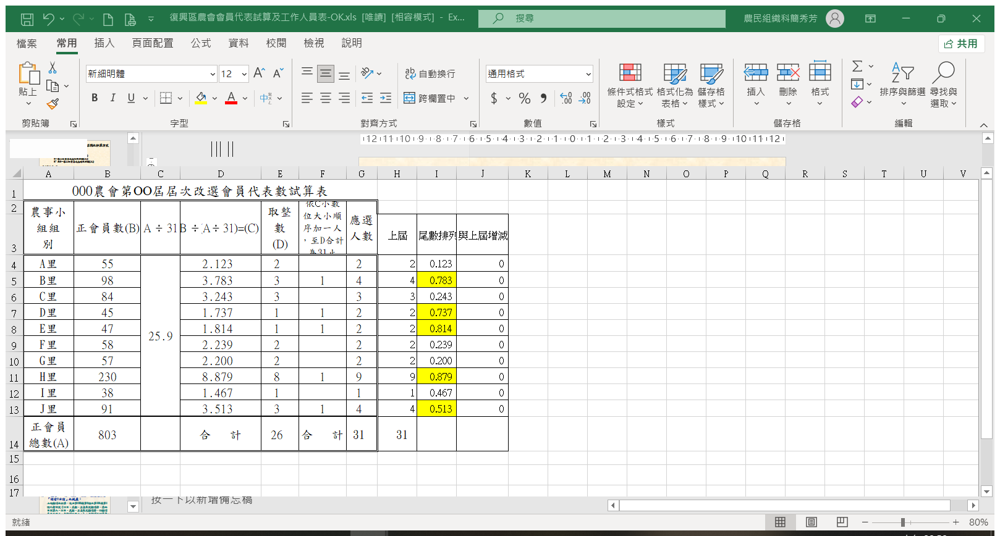 復興區農會會員代表試算及工作人員表-OK.xls [唯讀] [相容模式] - Ex...
搜尋
農民組織科簡秀芳
檔案 常用 插入 頁面配置 公式 資料 校閱 檢視 說明
共用
貼上
新細明體 12
B I U
中
ab 自動換行
跨欄置中
通用格式
$ % 9 .00 .00
條件式格式 設定
格式化為 表格
儲存格 樣式
插入 刪除 格式
排序與篩選
尋找與 選取
剪貼簿 字型 對齊方式 數值 樣式 儲存格 編輯
12 11 10 9 8 7 6 5 4 3 2 1 0 1 2 3 4 5 6 7 8 9 10 11 12
A B C D E F G H I J K L M N O P Q R S T U V
1 000農會第OO屆屆次改選會員代表數試算表
2
3 農事小組組別 正會員數(B) A ÷ 31 B ÷(A÷ 31)=(C) 取整數(D) 依C小數位大小順序加一人，至D合計為31止 應選人數 上屆 尾數排列 與上屆增減
4 A里 55 2.123 2 2 2 0.123 0
5 B里 98 3.783 3 1 4 4 0.783 0
6 C里 84 3.243 3 3 3 0.243 0
7 D里 45 1.737 1 1 2 2 0.737 0
8 E里 47 1.814 1 1 2 2 0.814 0
25.9
9 F里 58 2.239 2 2 2 0.239 0
10 G里 57 2.200 2 2 2 0.200 0
11 H里 230 8.879 8 1 9 9 0.879 0
12 I里 38 1.467 1 1 1 0.467 0
13 J里 91 3.513 3 1 4 4 0.513 0
14 正會員總數(A) 803 合 計 26 合 計 31 31
15
16
17
按一下以新增備忘稿
就緒
80%